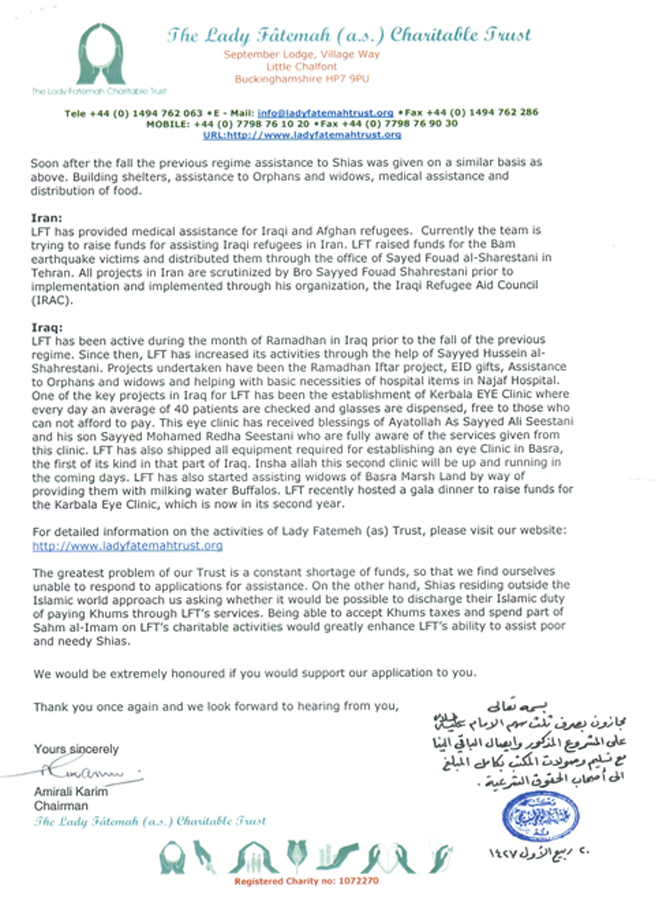 The Lady Fâtemah (a.s.) Charitable Trust
September Lodge, Village Way
Little Chalfont
Buckinghamshire HP7 9PU
The Lady Fatemah Charitable Trust
Tele +44 (0) 1494 762 063 •E - Mail: info@ladyfatemahtrust.org •Fax +44 (0) 1494 762 286
MOBILE: +44 (0) 7798 76 10 20 •Fax +44 (0) 7798 76 90 30
URL:http://www.ladyfatemahtrust.org
Soon after the fall the previous regime assistance to Shias was given on a similar basis as
above. Building shelters, assistance to Orphans and widows, medical assistance and
distribution of food.
Iran:
LFT has provided medical assistance for Iraqi and Afghan refugees. Currently the team is
trying to raise funds for assisting Iraqi refugees in Iran. LFT raised funds for the Bam
earthquake victims and distributed them through the office of Sayed Fouad al-Sharestani in
Tehran. All projects in Iran are scrutinized by Bro Sayyed Fouad Shahrestani prior to
implementation and implemented through his organization, the Iraqi Refugee Aid Council
(IRAC).
Iraq:
LFT has been active during the month of Ramadhan in Iraq prior to the fall of the previous
regime. Since then, LFT has increased its activities through the help of Sayyed Hussein al-
Shahrestani. Projects undertaken have been the Ramadhan Iftar project, EID gifts, Assistance
to Orphans and widows and helping with basic necessities of hospital items in Najaf Hospital.
One of the key projects in Iraq for LFT has been the establishment of Kerbala EYE Clinic where
every day an average of 40 patients are checked and glasses are dispensed, free to those who
can not afford to pay. This eye clinic has received blessings of Ayatollah As Sayyed Ali Seestani
and his son Sayyed Mohamed Redha Seestani who are fully aware of the services given from
this clinic. LFT has also shipped all equipment required for establishing an eye Clinic in Basra,
the first of its kind in that part of Iraq. Insha allah this second clinic will be up and running in
the coming days. LFT has also started assisting widows of Basra Marsh Land by way of
providing them with milking water Buffalos. LFT recently hosted a gala dinner to raise funds for
the Karbala Eye Clinic, which is now in its second year.
For detailed information on the activities of Lady Fatemeh (as) Trust, please visit our website:
http://www.ladyfatemahtrust.org
The greatest problem of our Trust is a constant shortage of funds, so that we find ourselves
unable to respond to applications for assistance. On the other hand, Shias residing outside the
Islamic world approach us asking whether it would be possible to discharge their Islamic duty
of paying Khums through LFT's services. Being able to accept Khums taxes and spend part of
Sahm al-Imam on LFT's charitable activities would greatly enhance LFT's ability to assist poor
and needy Shias.
We would be extremely honoured if you would support our application to you.
Thank you once again and we look forward to hearing from you,
Yours sincerely
Amirali Karim
Chairman
The Lady Fâtemah (a.s.) Charitable Trust
بسمه تعالى
مجازون بصرف ثلث سهم الامام عليه السلام
على المشروع المذكور وايصال الباقي الينا
مع تسليم وصولات المكتب بكامل المبلغ
الى أصحاب الحقوق الشرعية .
٢٠ ربيع الأول ١٤٢٧
Registered Charity no: 1072270